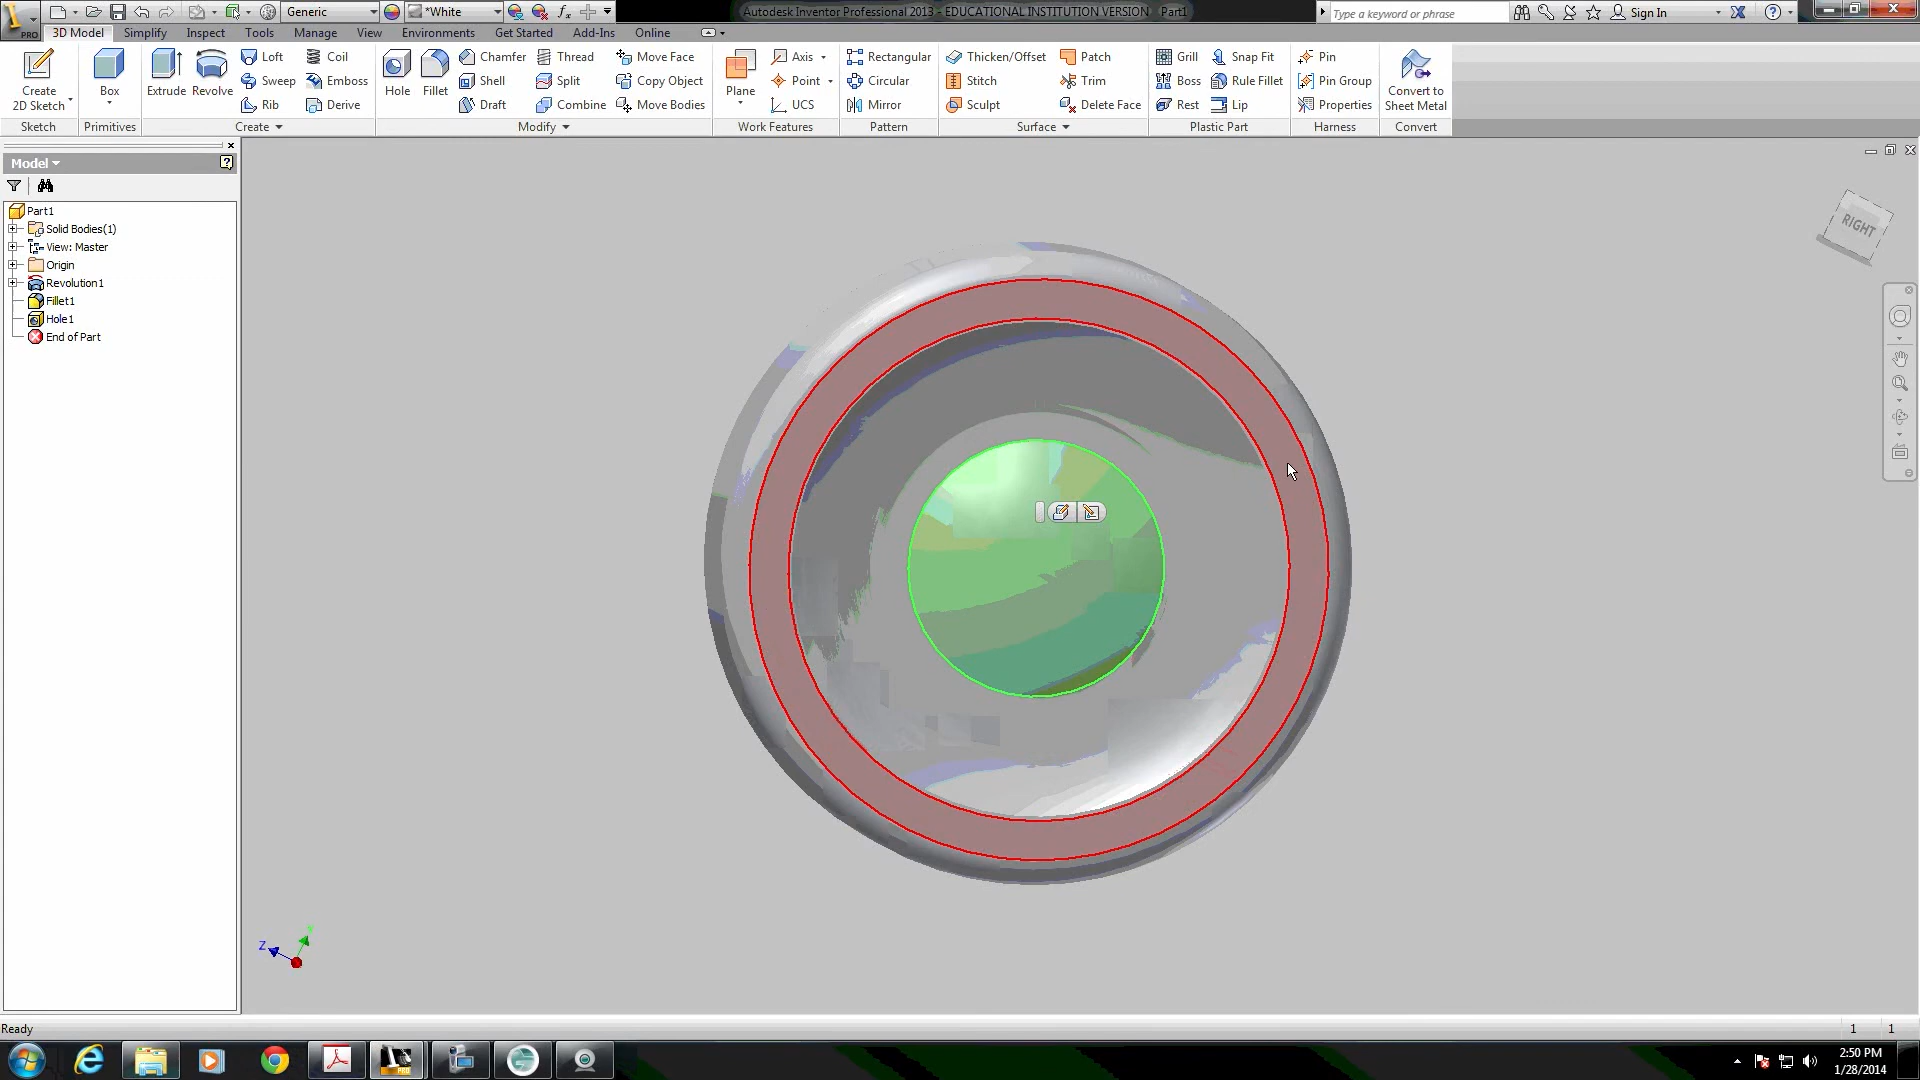 Generic
*White
Autodesk Inventor Professional 2013 - EDUCATIONAL INSTITUTION VERSION Part1
Type a keyword or phrase
Sign In
PRO
3D Model Simplify Inspect Tools Manage View Environments Get Started Add-Ins Online
Create 2D Sketch
Sketch
Box
Primitives
Extrude Revolve
Loft Coil
Sweep Emboss
Rib Derive
Create
Hole Fillet
Chamfer Thread Move Face
Shell Split Copy Object
Draft Combine Move Bodies
Modify
Plane
Axis
Point
UCS
Work Features
Rectangular
Circular
Mirror
Pattern
Thicken/Offset Patch
Stitch Trim
Sculpt Delete Face
Surface
Grill Snap Fit
Boss Rule Fillet
Rest Lip
Plastic Part
Pin
Pin Group
Properties
Harness
Convert to Sheet Metal
Convert
Model
Part1
Solid Bodies(1)
View: Master
Origin
Revolution1
Fillet1
Hole1
End of Part
RIGHT
Z
Ready
1 1
2:50 PM
1/28/2014